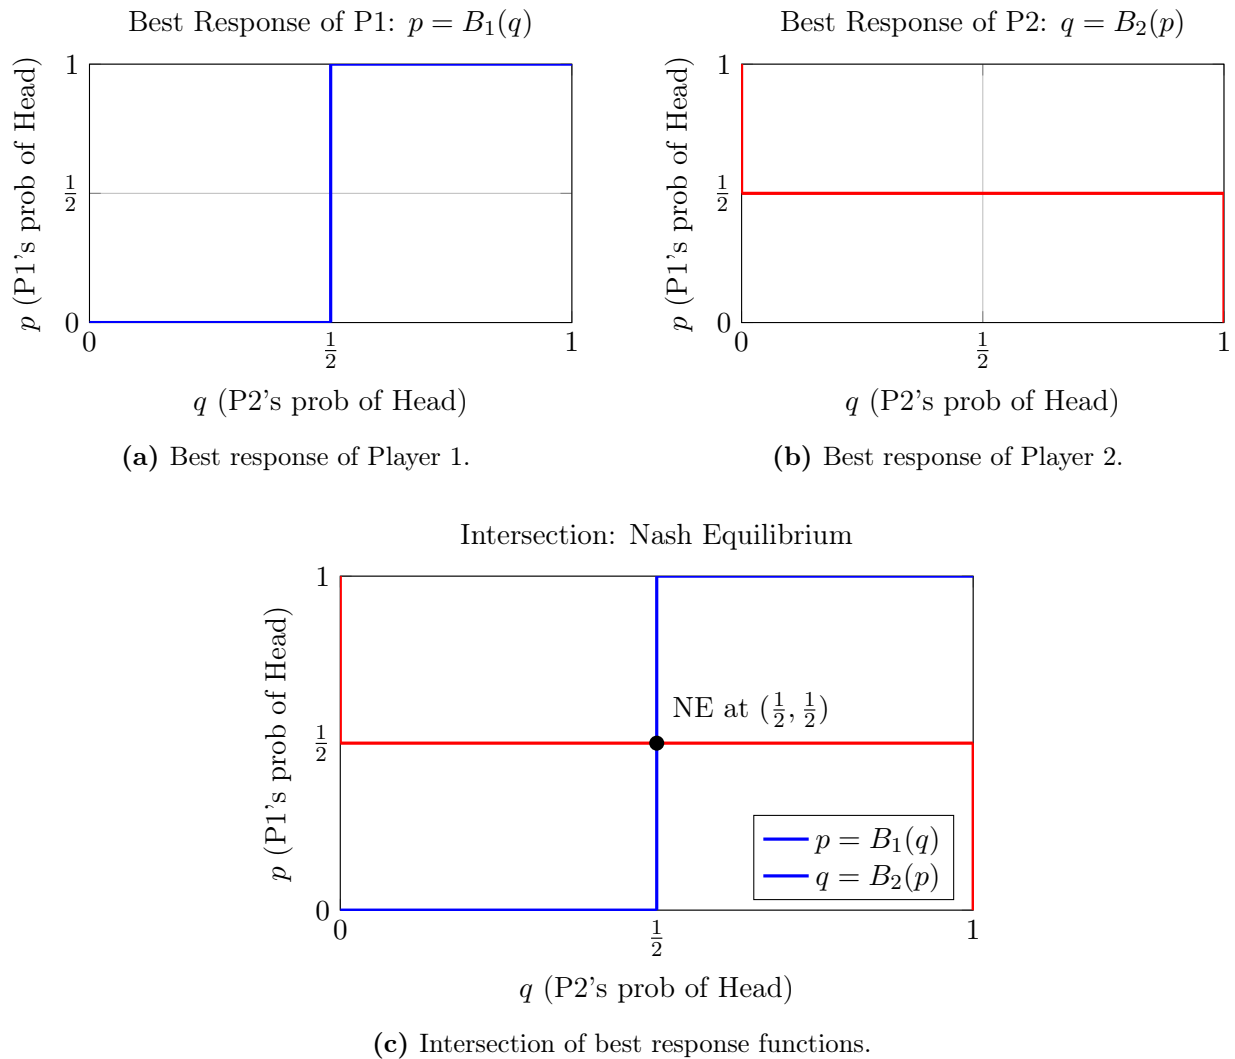 Best Response of P1: p = B₁(q)
p (P1's prob of Head)
1
1/2
0
0 1/2 1
q (P2's prob of Head)
(a) Best response of Player 1.
Best Response of P2: q = B₂(p)
p (P1's prob of Head)
1
1/2
0
0 1/2 1
q (P2's prob of Head)
(b) Best response of Player 2.
Intersection: Nash Equilibrium
p (P1's prob of Head)
1
1/2
0
NE at (1/2, 1/2)
p = B₁(q)
q = B₂(p)
0 1/2 1
q (P2's prob of Head)
(c) Intersection of best response functions.